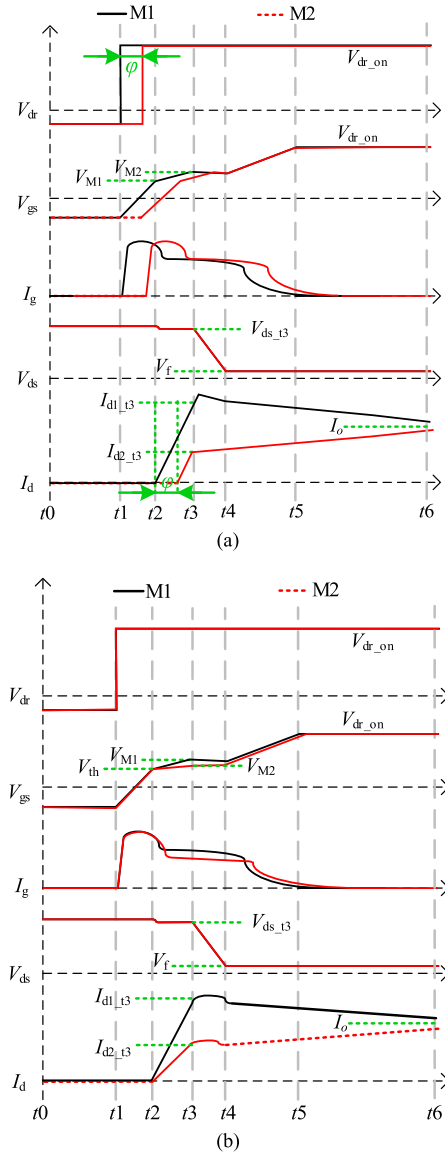 M1 M2
φ
V_dr_on
V_dr
V_dr_on
V_M2
V_M1
V_gs
I_g
V_ds_t3
V_f
V_ds
I_d1_t3
I_o
I_d2_t3
φ
I_d
t0 t1 t2 t3 t4 t5 t6
(a)
M1 M2
V_dr_on
V_dr
V_dr_on
V_M1
V_th V_M2
V_gs
I_g
V_ds_t3
V_f
V_ds
I_d1_t3
I_o
I_d2_t3
I_d
t0 t1 t2 t3 t4 t5 t6
(b)